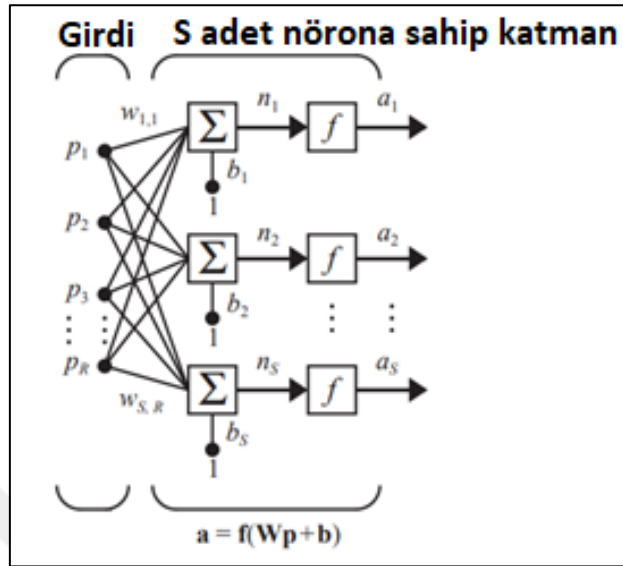 Girdi S adet nörona sahip katman
w1,1 n1 a1
p1 Σ f
b1
1
p2 n2 a2
Σ f
p3 b2
1
pR nS aS
wS, R Σ f
bS
1
a = f(Wp + b)